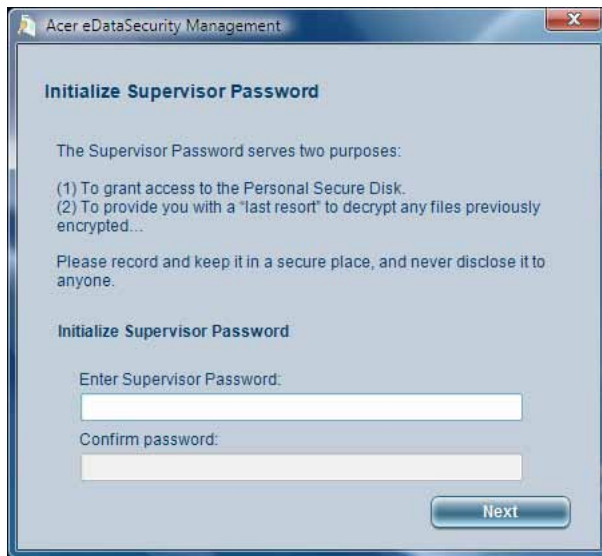 Acer eDataSecurity Management
Initialize Supervisor Password
The Supervisor Password serves two purposes:
(1) To grant access to the Personal Secure Disk.
(2) To provide you with a "last resort" to decrypt any files previously
encrypted...
Please record and keep it in a secure place, and never disclose it to
anyone.
Initialize Supervisor Password
Enter Supervisor Password:
Confirm password:
Next